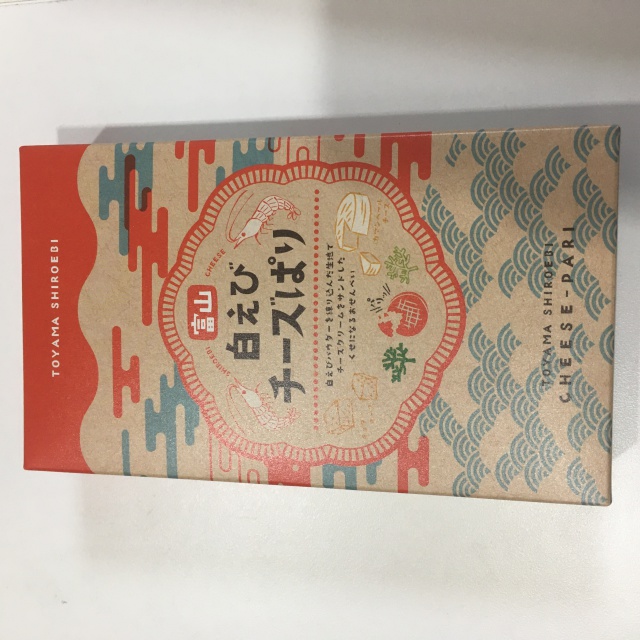 TOYAMA SHIROEBI
富山
SHIROEBI
CHEESE
白えび
チーズぱり
白えびパウダーを練り込んだ生地で
チーズクリームをサンドした
くせになるおせんべい
TOYAMA SHIROEBI
CHEESE-PARI